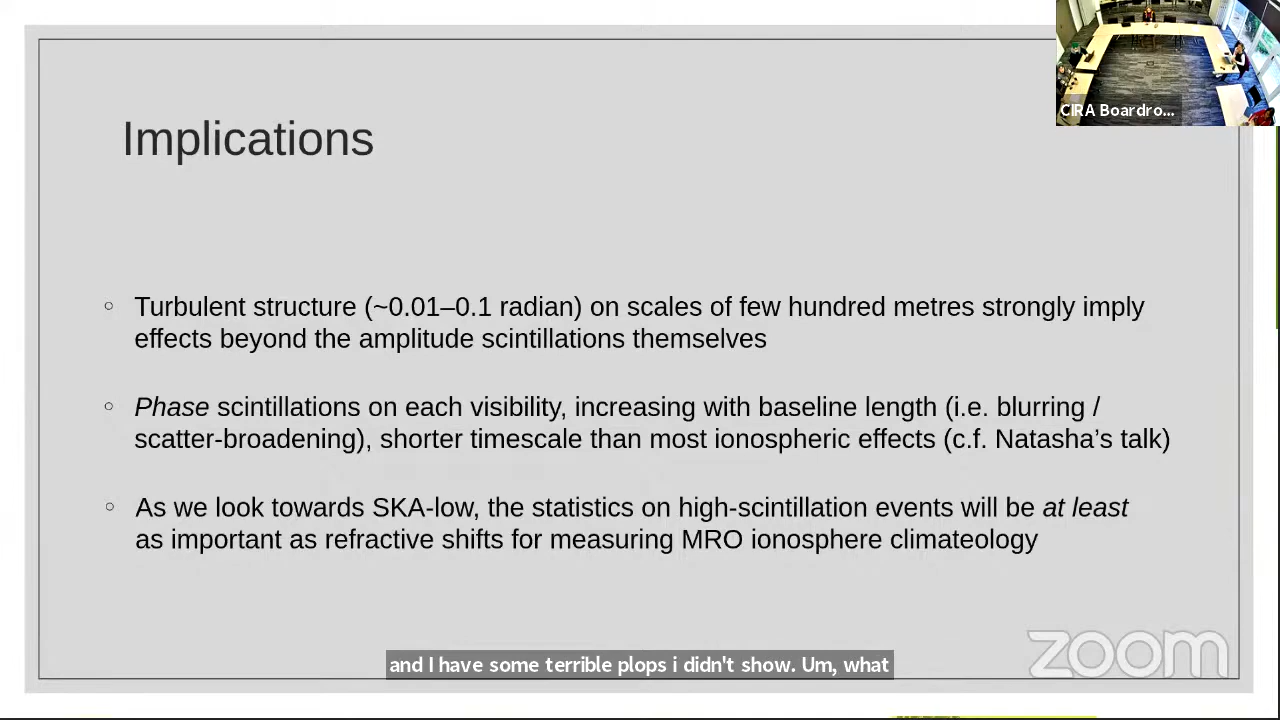 CIRA Boardro...
Implications
◦ Turbulent structure (~0.01–0.1 radian) on scales of few hundred metres strongly imply
effects beyond the amplitude scintillations themselves
◦ Phase scintillations on each visibility, increasing with baseline length (i.e. blurring /
scatter-broadening), shorter timescale than most ionospheric effects (c.f. Natasha’s talk)
◦ As we look towards SKA-low, the statistics on high-scintillation events will be at least
as important as refractive shifts for measuring MRO ionosphere climateology
zoom
and I have some terrible plops i didn't show. Um, what